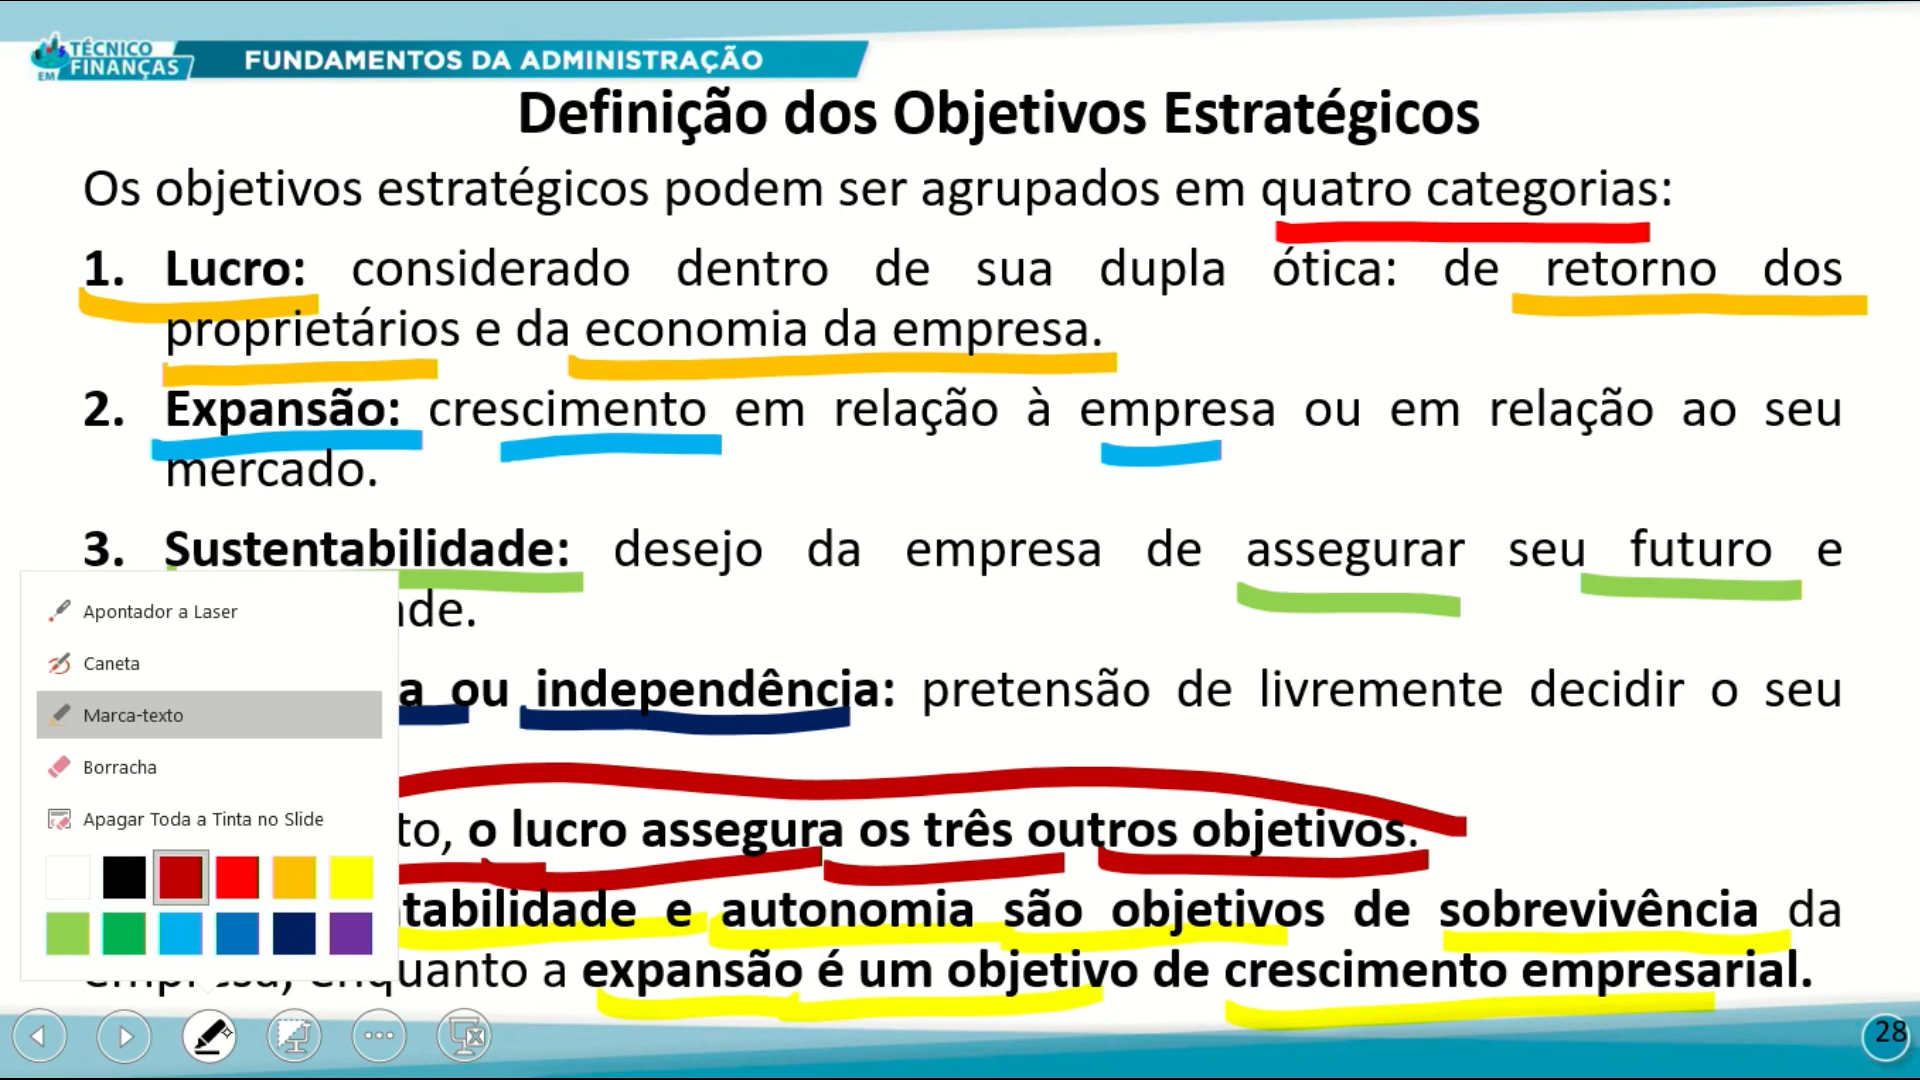 TÉCNICO
EM FINANÇAS
FUNDAMENTOS DA ADMINISTRAÇÃO
Definição dos Objetivos Estratégicos
Os objetivos estratégicos podem ser agrupados em quatro categorias:
1. Lucro: considerado dentro de sua dupla ótica: de retorno dos
proprietários e da economia da empresa.
2. Expansão: crescimento em relação à empresa ou em relação ao seu
mercado.
3. Sustentabilidade: desejo da empresa de assegurar seu futuro e
de.
ou independência: pretensão de livremente decidir o seu
o lucro assegura os três outros objetivos.
tabilidade e autonomia são objetivos de sobrevivência da
empresa, enquanto a expansão é um objetivo de crescimento empresarial.
Apontador a Laser
Caneta
Marca-texto
Borracha
Apagar Toda a Tinta no Slide
28